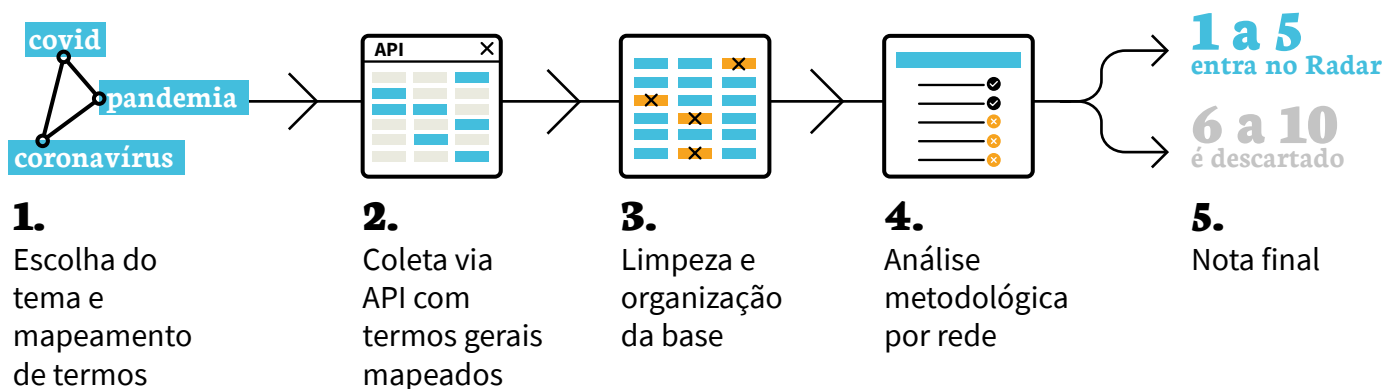 covid
pandemia
coronavírus
API
1 a 5
entra no Radar
6 a 10
é descartado
1.
Escolha do
tema e
mapeamento
de termos
2.
Coleta via
API com
termos gerais
mapeados
3.
Limpeza e
organização
da base
4.
Análise
metodológica
por rede
5.
Nota final